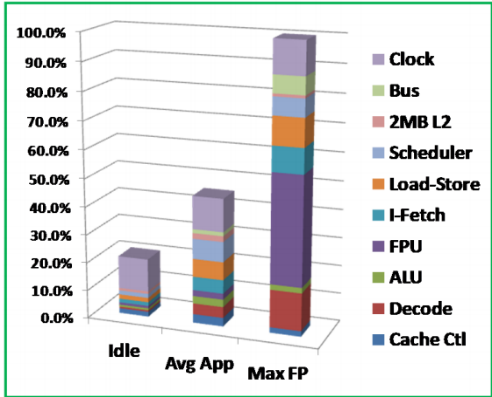 100.0%
90.0%
80.0%
70.0%
60.0%
50.0%
40.0%
30.0%
20.0%
10.0%
0.0%
Idle
Avg App
Max FP
Clock
Bus
2MB L2
Scheduler
Load-Store
I-Fetch
FPU
ALU
Decode
Cache Ctl